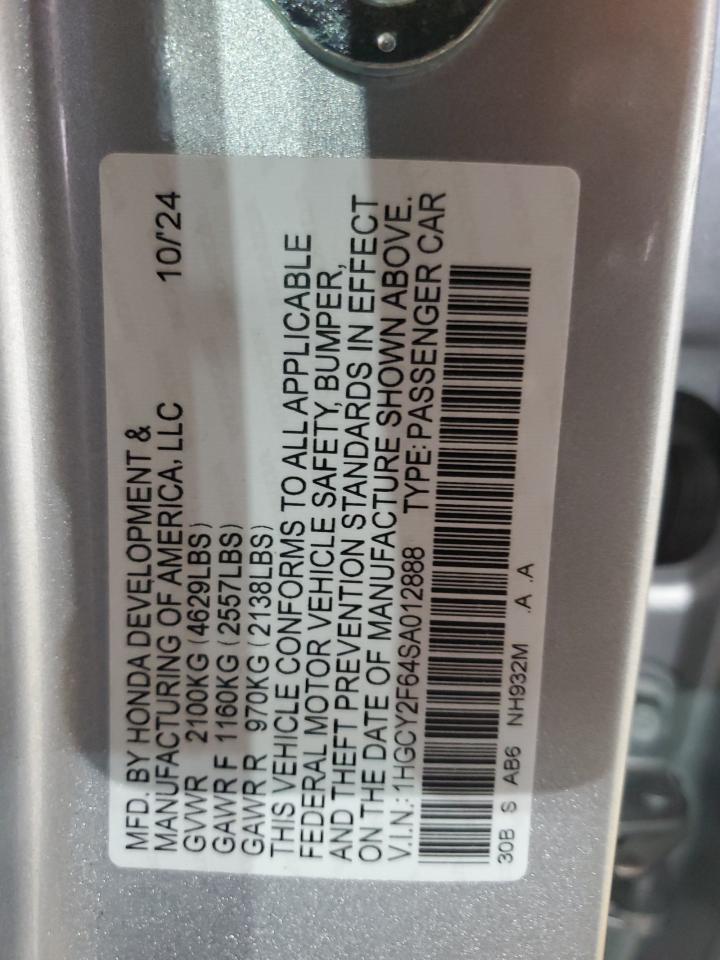 MFD. BY HONDA DEVELOPMENT &
MANUFACTURING OF AMERICA, LLC 10/'24
GVWR 2100KG (4629LBS)
GAWR F 1160KG (2557LBS)
GAWR R 970KG (2138LBS)
THIS VEHICLE CONFORMS TO ALL APPLICABLE
FEDERAL MOTOR VEHICLE SAFETY, BUMPER,
AND THEFT PREVENTION STANDARDS IN EFFECT
ON THE DATE OF MANUFACTURE SHOWN ABOVE.
V.I.N.: 1HGCY2F64SA012888 TYPE: PASSENGER CAR
30B S AB6 NH932M .A .A